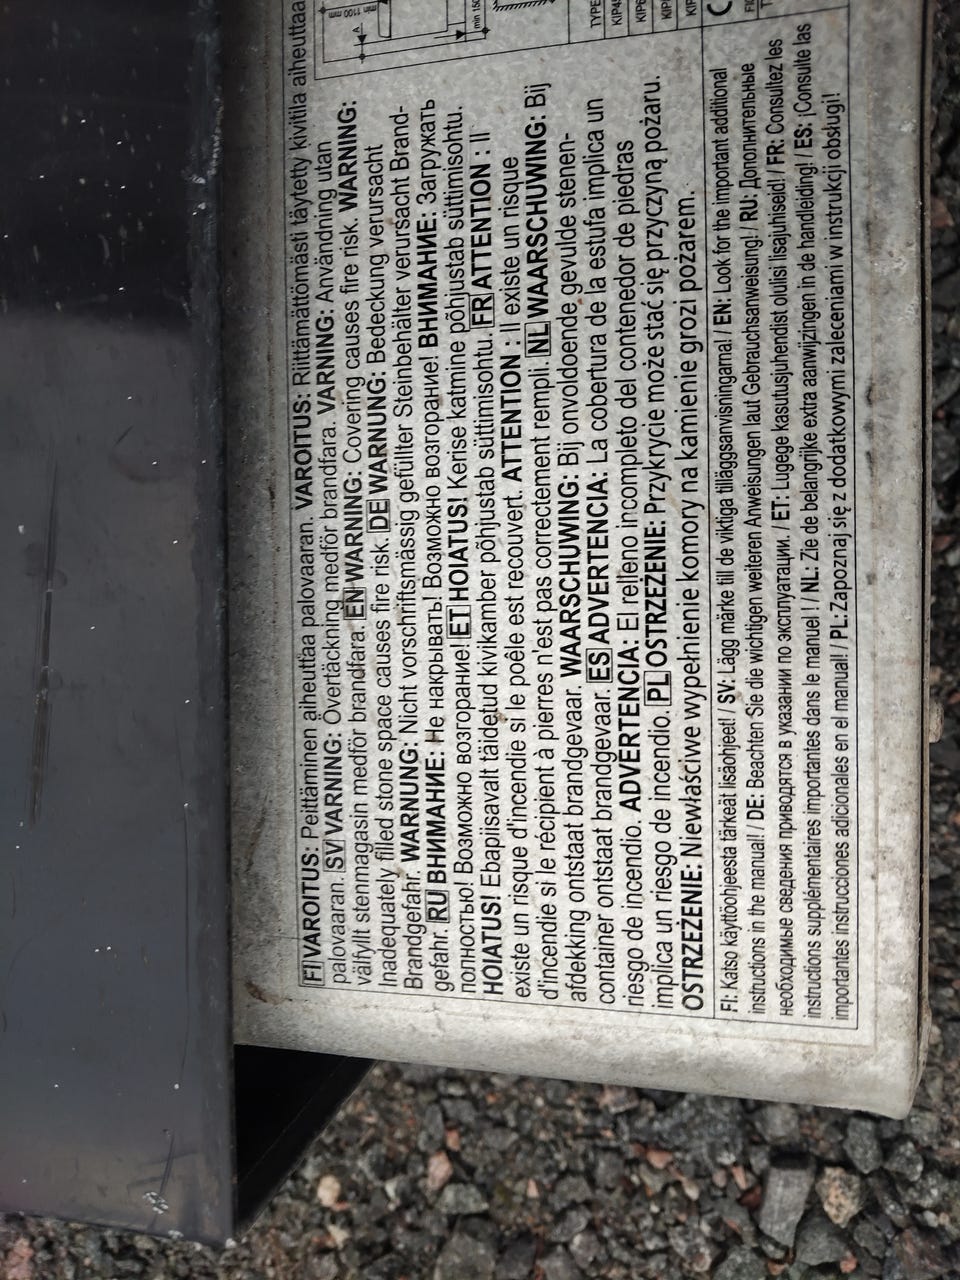 FI VAROITUS: Peittäminen aiheuttaa palovaaran. VAROITUS: Riittämättömästi täytetty kivitila aiheuttaa
palovaaran. SV VARNING: Övertäckning medför brandfara. VARNING: Användning utan
välfyllt stenmagasin medför brandfara. EN WARNING: Covering causes fire risk. WARNING:
Inadequately filled stone space causes fire risk. DE WARNUNG: Bedeckung verursacht
Brandgefahr. WARNUNG: Nicht vorschriftsmässig gefüllter Steinbehälter verursacht Brand-
gefahr. RU ВНИМАНИЕ: Не накрывать! Возможно возгорание! ВНИМАНИЕ: Загружать
полностью! Возможно возгорание! ET HOIATUS! Kerise katmine põhjustab süttimisohtu.
HOIATUS! Ebapiisavalt täidetud kivikamber põhjustab süttimisohtu. FR ATTENTION : Il
existe un risque d'incendie si le poêle est recouvert. ATTENTION : Il existe un risque
d'incendie si le récipient à pierres n'est pas correctement rempli. NL WAARSCHUWING: Bij
afdekking ontstaat brandgevaar. WAARSCHUWING: Bij onvoldoende gevulde stenen-
container ontstaat brandgevaar. ES ADVERTENCIA: La cobertura de la estufa implica un
riesgo de incendio. ADVERTENCIA: El relleno incompleto del contenedor de piedras
implica un riesgo de incendio. PL OSTRZEŻENIE: Przykrycie może stać się przyczyną pożaru.
OSTRZEŻENIE: Niewłaściwe wypełnienie komory na kamienie grozi pożarem.
FI: Katso käyttöohjeesta tärkeät lisäohjeet! / SV: Lägg märke till de viktiga tilläggsanvisningarna! / EN: Look for the important additional
instructions in the manual! / DE: Beachten Sie die wichtigen weiteren Anweisungen laut Gebrauchsanweisung! / RU: Дополнительные
необходимые сведения приводятся в указании по эксплуатации. / ET: Lugege kasutusjuhendist olulisi lisajuhiseid! / FR: Consultez les
instructions supplémentaires importantes dans le manuel ! / NL: Zie de belangrijke extra aanwijzingen in de handleiding! / ES: ¡Consulte las
importantes instrucciones adicionales en el manual! / PL: Zapoznaj się z dodatkowymi zaleceniami w instrukcji obsługi!
min 1100 mm
A
TYPE